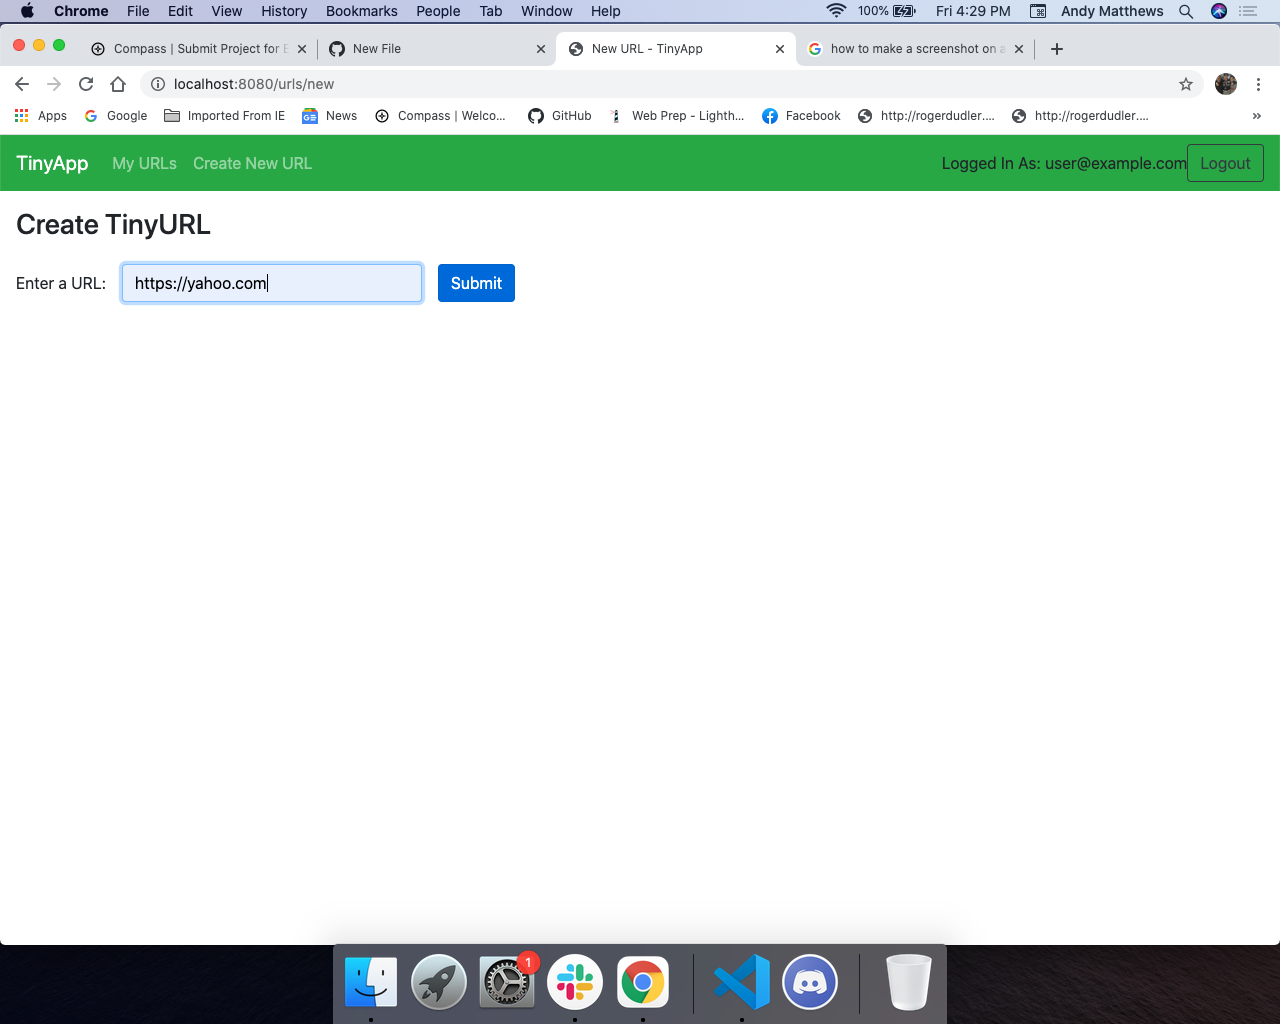 Chrome File Edit View History Bookmarks People Tab Window Help 100% Fri 4:29 PM Andy Matthews
Compass | Submit Project for E New File New URL - TinyApp how to make a screenshot on a
localhost:8080/urls/new
Apps Google Imported From IE News Compass | Welco... GitHub Web Prep - Lighth... Facebook http://rogerdudler.... http://rogerdudler.... »
TinyApp My URLs Create New URL Logged In As: user@example.com Logout
Create TinyURL
Enter a URL: https://yahoo.com Submit
1